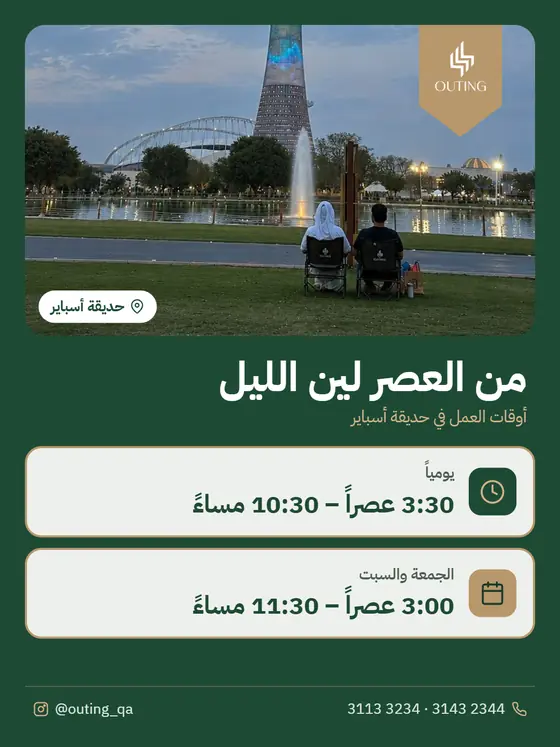 OUTING
حديقة أسباير
من العصر لين الليل
أوقات العمل في حديقة أسباير
يومياً
3:30 عصراً – 10:30 مساءً
الجمعة والسبت
3:00 عصراً – 11:30 مساءً
3113 3234 · 3143 2344
@outing_qa